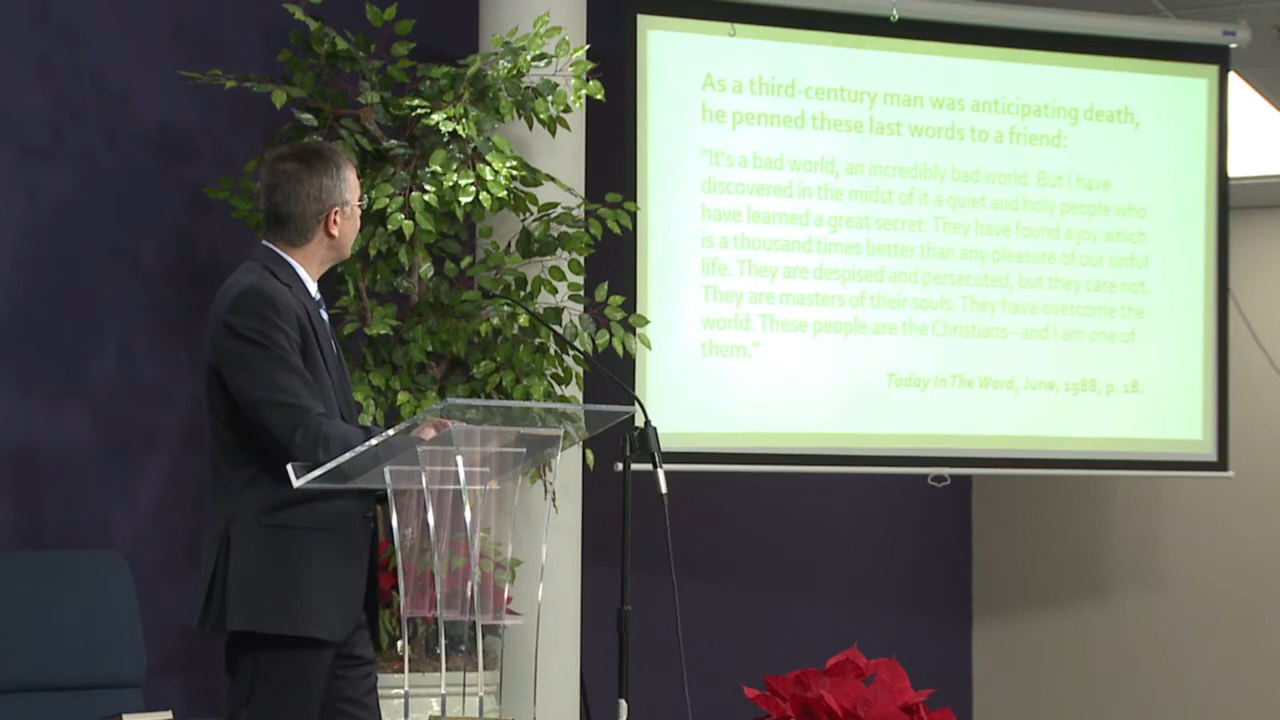 As a third-century man was anticipating death,
he penned these last words to a friend:
"It's a bad world, an incredibly bad world. But I have
discovered in the midst of it a quiet and holy people who
have learned a great secret. They have found a joy which
is a thousand times better than any pleasure of our sinful
life. They are despised and persecuted, but they care not.
They are masters of their souls. They have overcome the
world. These people are the Christians--and I am one of
them."
Today In The Word, June, 1988, p. 18.